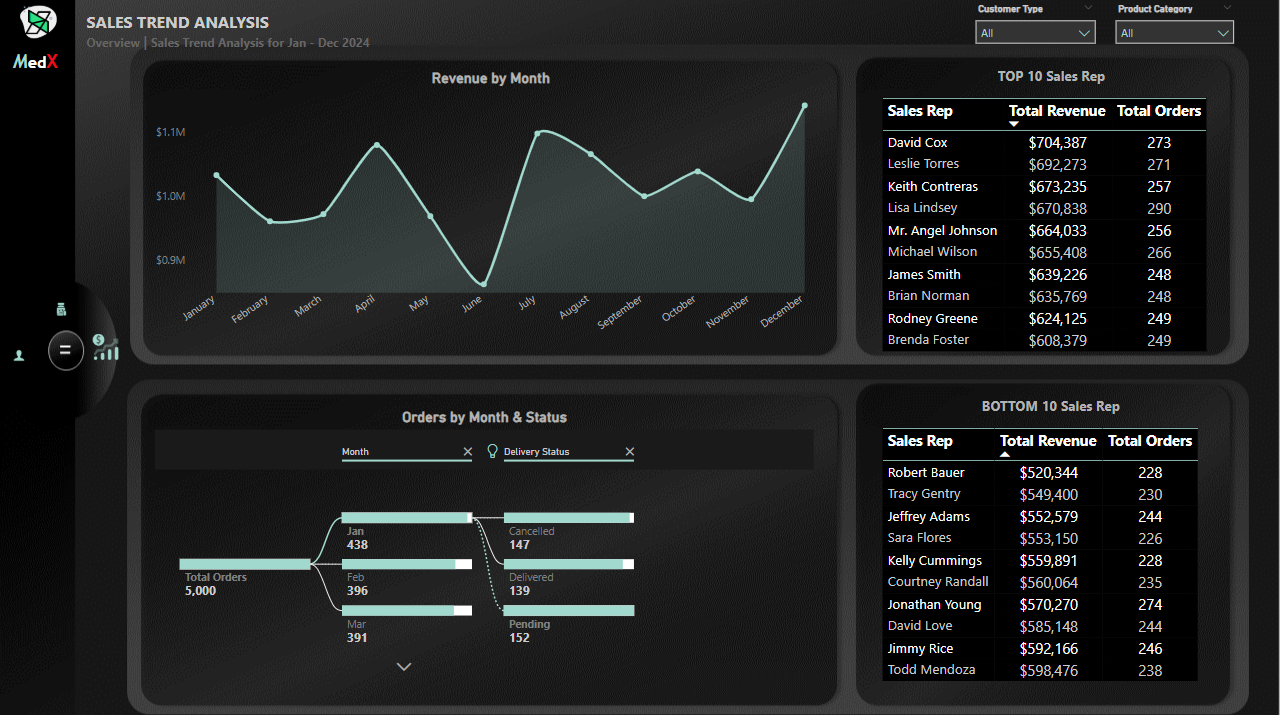 MedX
SALES TREND ANALYSIS
Overview | Sales Trend Analysis for Jan - Dec 2024
Customer Type
All
Product Category
All
Revenue by Month
$1.1M
$1.0M
$0.9M
January
February
March
April
May
June
July
August
September
October
November
December
TOP 10 Sales Rep
Sales Rep Total Revenue Total Orders
David Cox $704,387 273
Leslie Torres $692,273 271
Keith Contreras $673,235 257
Lisa Lindsey $670,838 290
Mr. Angel Johnson $664,033 256
Michael Wilson $655,408 266
James Smith $639,226 248
Brian Norman $635,769 248
Rodney Greene $624,125 249
Brenda Foster $608,379 249
Orders by Month & Status
Month
Delivery Status
Total Orders
5,000
Jan
438
Feb
396
Mar
391
Cancelled
147
Delivered
139
Pending
152
BOTTOM 10 Sales Rep
Sales Rep Total Revenue Total Orders
Robert Bauer $520,344 228
Tracy Gentry $549,400 230
Jeffrey Adams $552,579 244
Sara Flores $553,150 226
Kelly Cummings $559,891 228
Courtney Randall $560,064 235
Jonathan Young $570,270 274
David Love $585,148 244
Jimmy Rice $592,166 246
Todd Mendoza $598,476 238